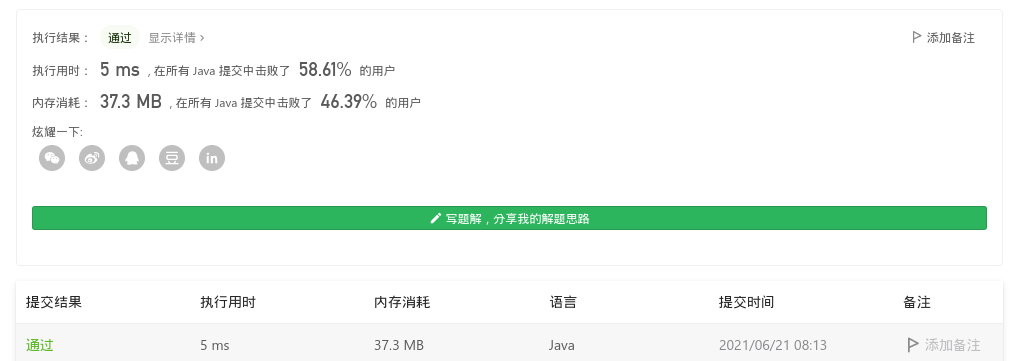 执行结果： 通过 显示详情 › 添加备注
执行用时： 5 ms , 在所有 Java 提交中击败了 58.61% 的用户
内存消耗： 37.3 MB , 在所有 Java 提交中击败了 46.39% 的用户
炫耀一下:
豆 in
写题解，分享我的解题思路
提交结果 执行用时 内存消耗 语言 提交时间 备注
通过 5 ms 37.3 MB Java 2021/06/21 08:13 添加备注